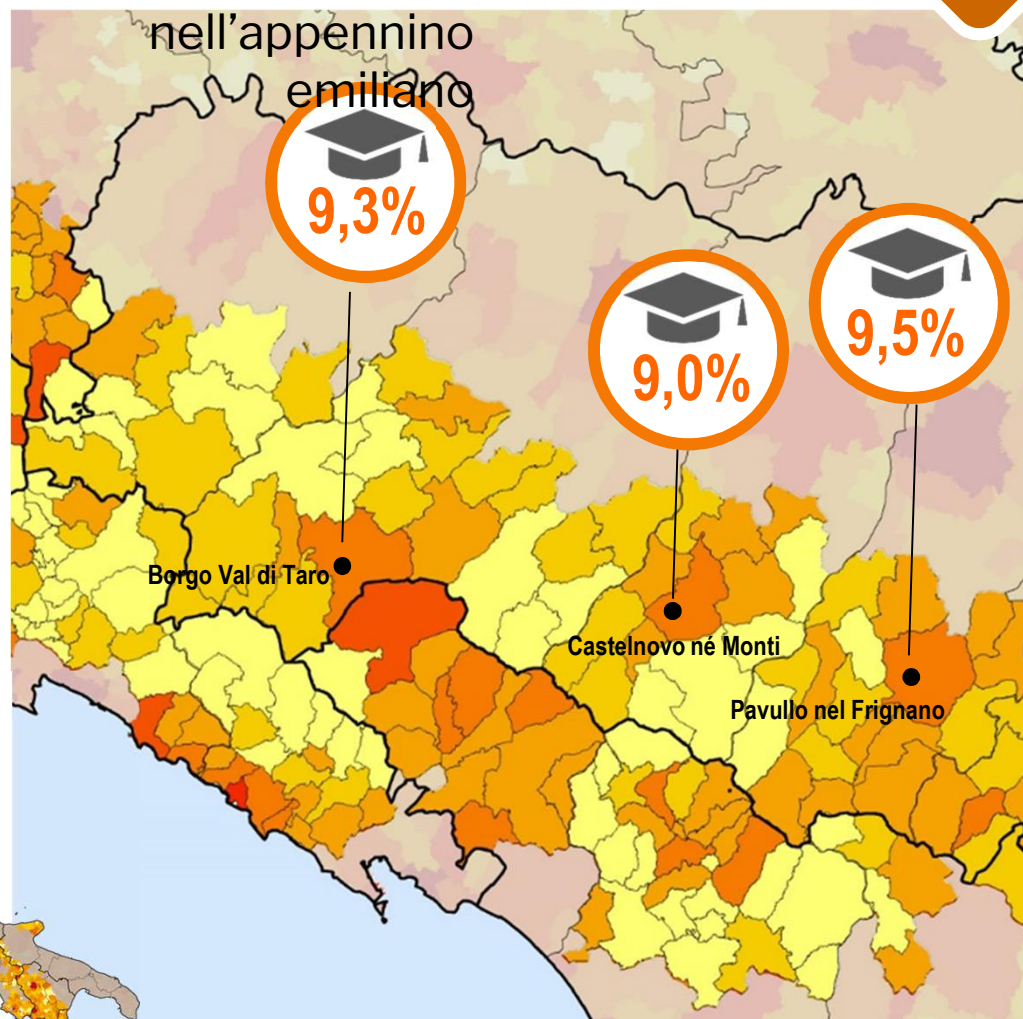 nell’appennino
emiliano
9,3%
9,0%
9,5%
Borgo Val di Taro
Castelnovo né Monti
Pavullo nel Frignano